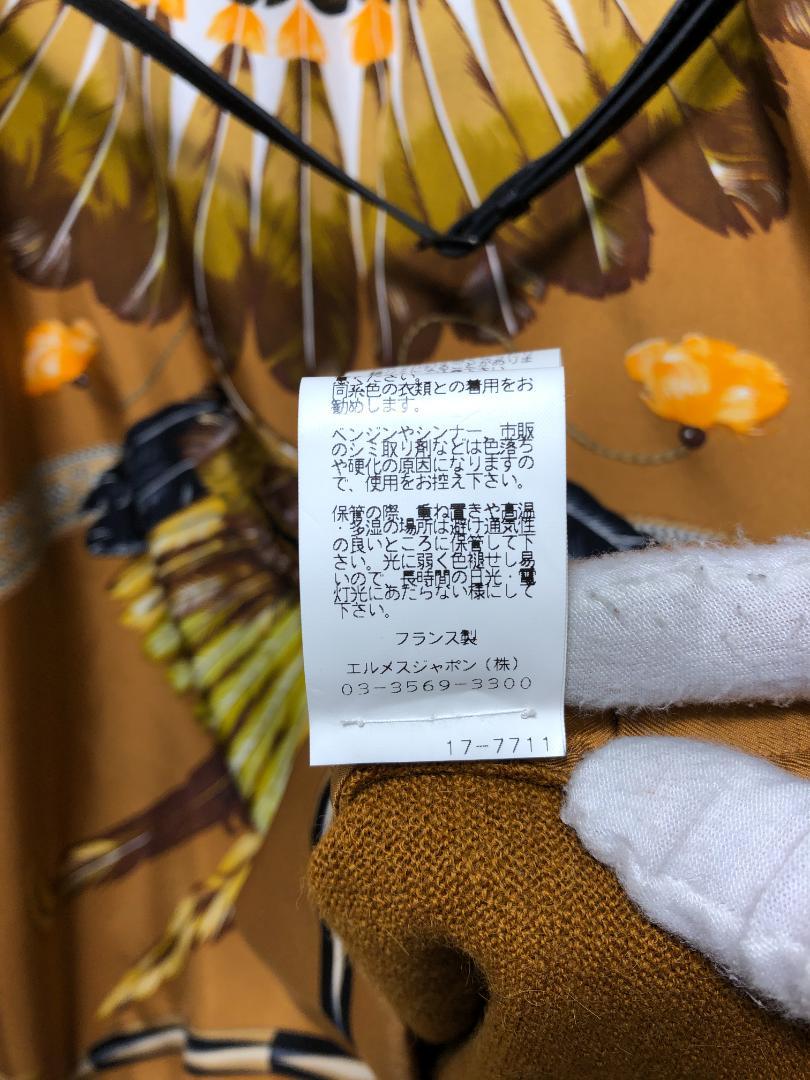 同系色の衣類との着用をお
勧めします。
ベンジンやシンナー、市販
のシミ取り剤などは色落ち
や硬化の原因になりますの
で、使用をお控え下さい。
保管の際、重ね置きや高温
・多湿の場所は避け通気性
の良いところに保管して下
さい。光に弱く色褪せし易
いので、長時間の日光・電
灯光にあたらない様にして
下さい。
フランス製
エルメスジャポン（株）
03-3569-3300
17-7711